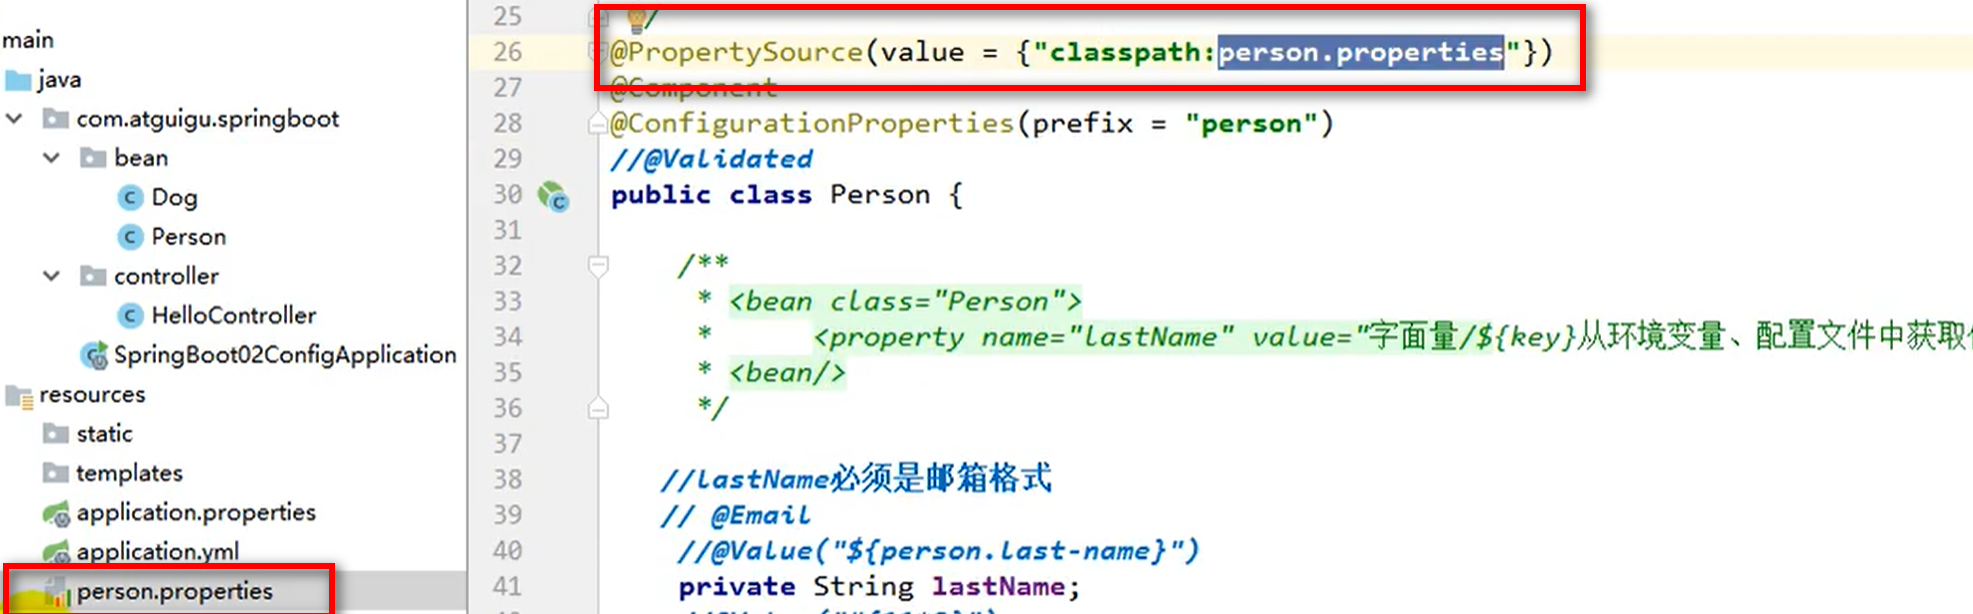 main
java
com.atguigu.springboot
bean
Dog
Person
controller
HelloController
SpringBoot02ConfigApplication
resources
static
templates
application.properties
application.yml
person.properties
25 /
26 @PropertySource(value = {"classpath:person.properties"})
27 @Component
28 @ConfigurationProperties(prefix = "person")
29 //@Validated
30 public class Person {
31
32 /**
33 * <bean class="Person">
34 * <property name="lastName" value="字面量/${key}从环境变量、配置文件中获取
35 * <bean/>
36 */
37
38 //lastName必须是邮箱格式
39 // @Email
40 //@Value("${person.last-name}")
41 private String lastName;